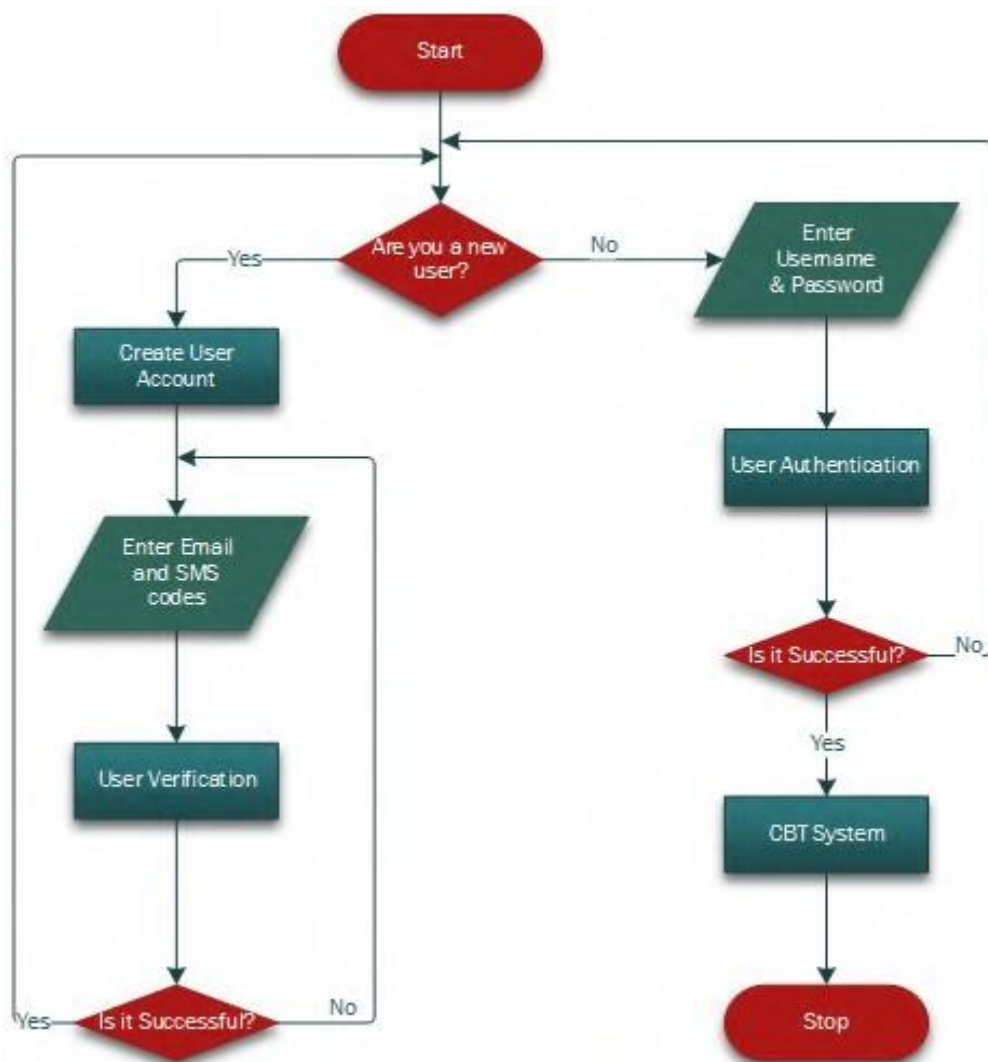 Start
Are you a new
user?
Yes
No
Enter
Username
& Password
Create User
Account
User Authentication
Enter Email
and SMS
codes
Is it Successful?
No
Yes
User Verification
CBT System
Is it Successful?
Yes
No
Stop